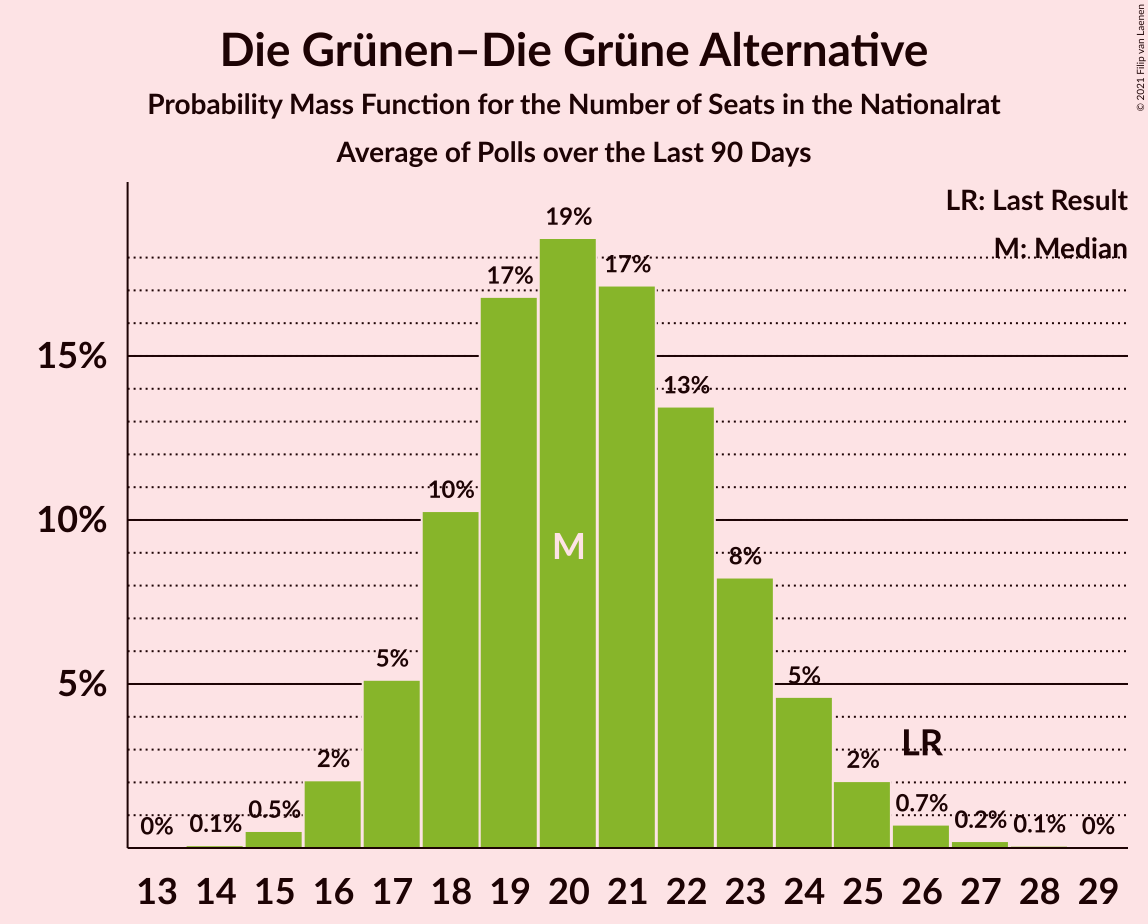 Die Grünen–Die Grüne Alternative
Probability Mass Function for the Number of Seats in the Nationalrat
Average of Polls over the Last 90 Days
© 2021 Filip van Laenen
LR: Last Result
M: Median
15%
10%
5%
0%
0.1%
0.5%
2%
5%
10%
17%
19%
17%
13%
8%
5%
2%
0.7%
0.2%
0.1%
0%
M
LR
13 14 15 16 17 18 19 20 21 22 23 24 25 26 27 28 29